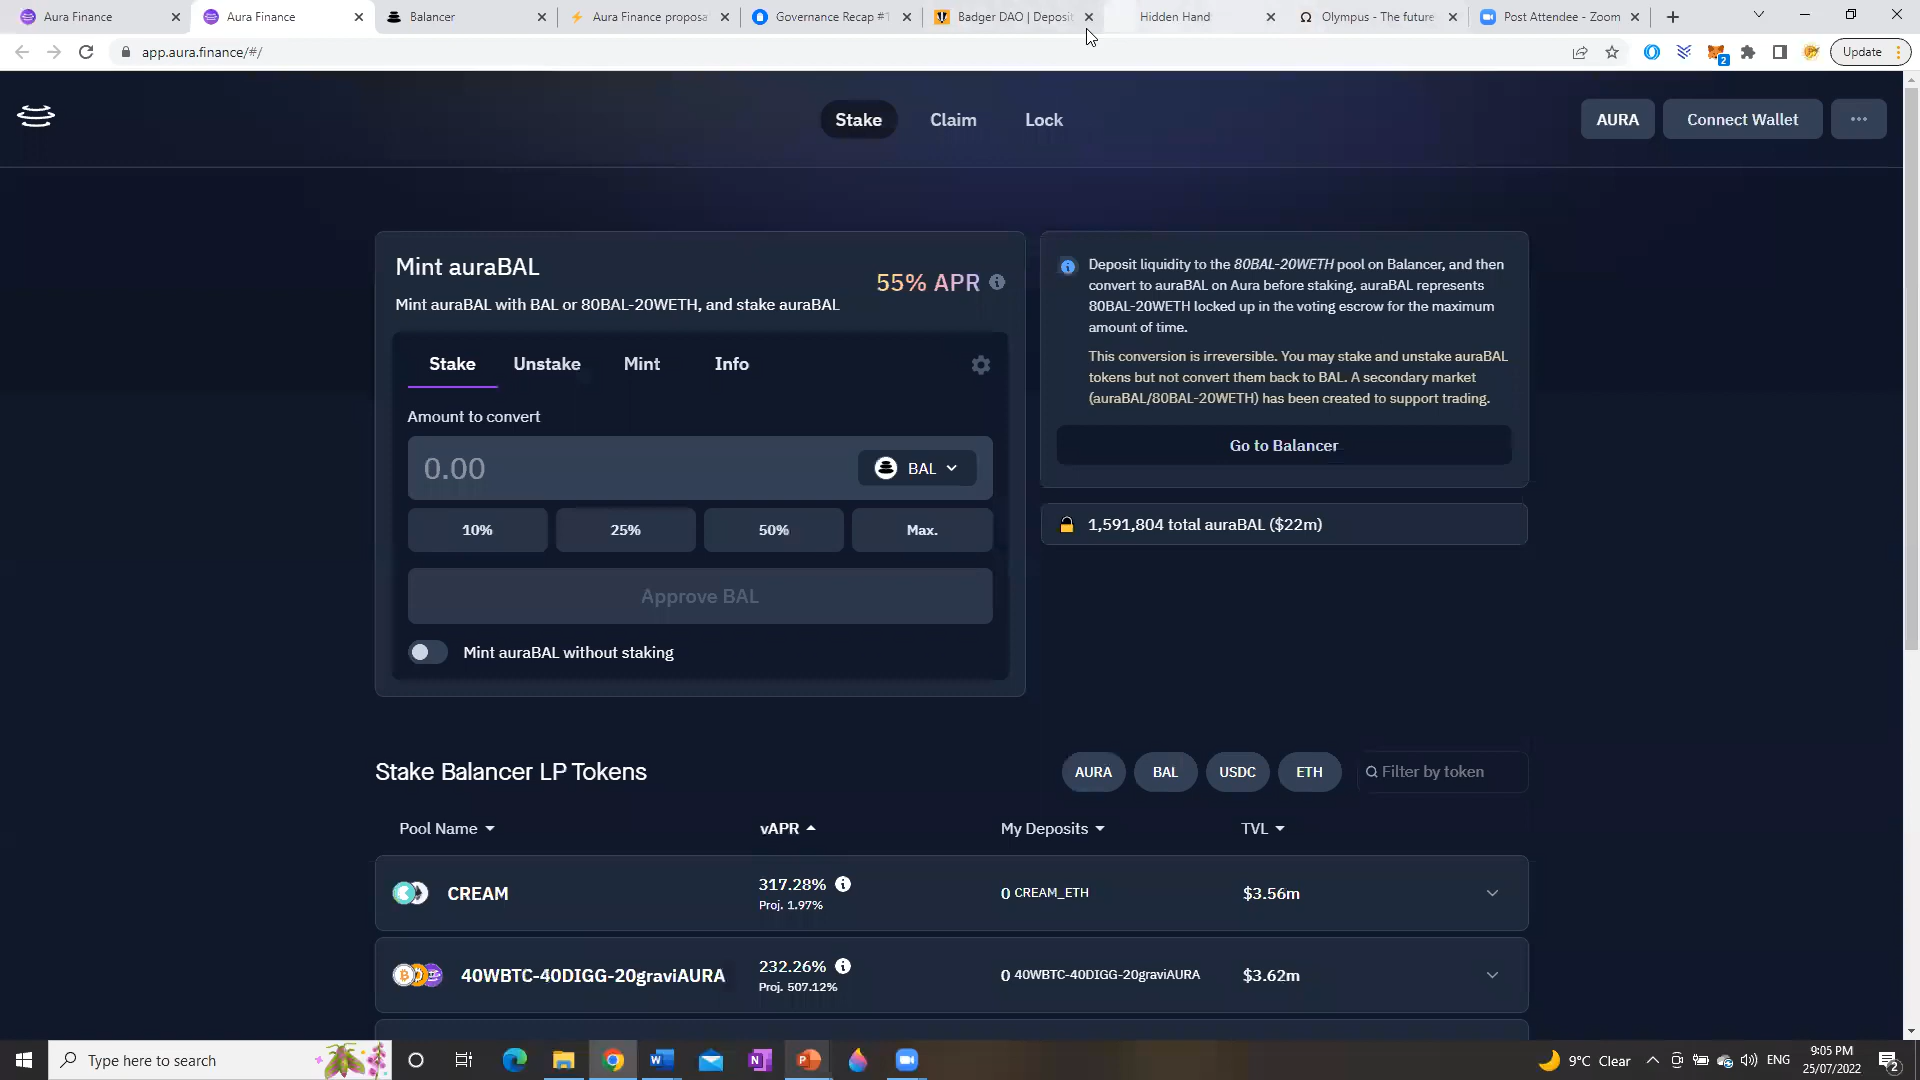 Aura Finance
Aura Finance
Balancer
Aura Finance proposa
Governance Recap #1
Badger DAO | Deposit
Hidden Hand
Olympus - The future
Post Attendee - Zoom
app.aura.finance/#/
2
Update
Stake
Claim
Lock
AURA
Connect Wallet
Mint auraBAL
55% APR
Mint auraBAL with BAL or 80BAL-20WETH, and stake auraBAL
Stake
Unstake
Mint
Info
Amount to convert
0.00
BAL
10%
25%
50%
Max.
Approve BAL
Mint auraBAL without staking
Deposit liquidity to the 80BAL-20WETH pool on Balancer, and then
convert to auraBAL on Aura before staking. auraBAL represents
80BAL-20WETH locked up in the voting escrow for the maximum
amount of time.
This conversion is irreversible. You may stake and unstake auraBAL
tokens but not convert them back to BAL. A secondary market
(auraBAL/80BAL-20WETH) has been created to support trading.
Go to Balancer
1,591,804 total auraBAL ($22m)
Stake Balancer LP Tokens
AURA
BAL
USDC
ETH
Filter by token
Pool Name
vAPR
My Deposits
TVL
CREAM
317.28%
Proj. 1.97%
0 CREAM_ETH
$3.56m
40WBTC-40DIGG-20graviAURA
232.26%
Proj. 507.12%
0 40WBTC-40DIGG-20graviAURA
$3.62m
Type here to search
9°C Clear
ENG
9:05 PM
25/07/2022
2